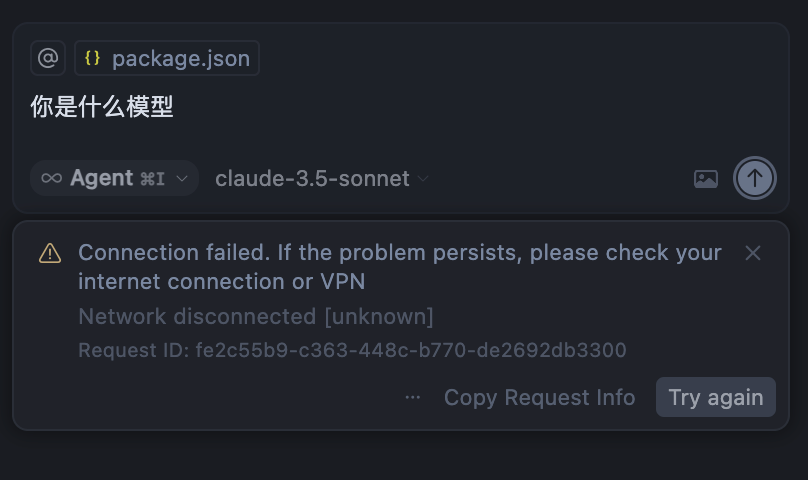 @ {} package.json
你是什么模型
∞ Agent ⌘I claude-3.5-sonnet
Connection failed. If the problem persists, please check your
internet connection or VPN
Network disconnected [unknown]
Request ID: fe2c55b9-c363-448c-b770-de2692db3300
··· Copy Request Info Try again